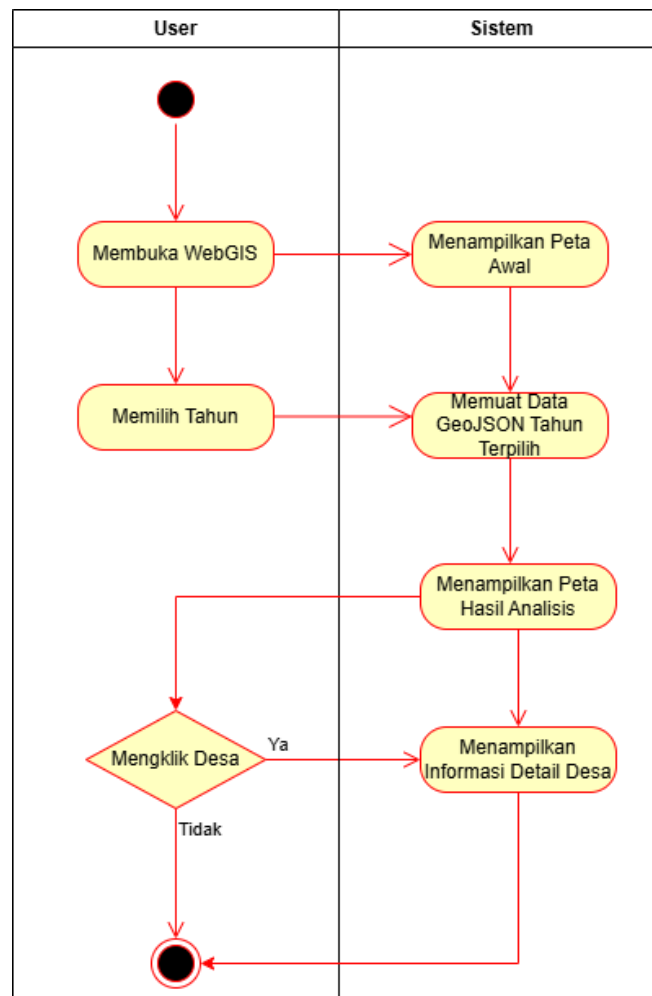 User
Sistem
Membuka WebGIS
Menampilkan Peta
Awal
Memilih Tahun
Memuat Data
GeoJSON Tahun
Terpilih
Menampilkan Peta
Hasil Analisis
Mengklik Desa
Ya
Menampilkan
Informasi Detail Desa
Tidak